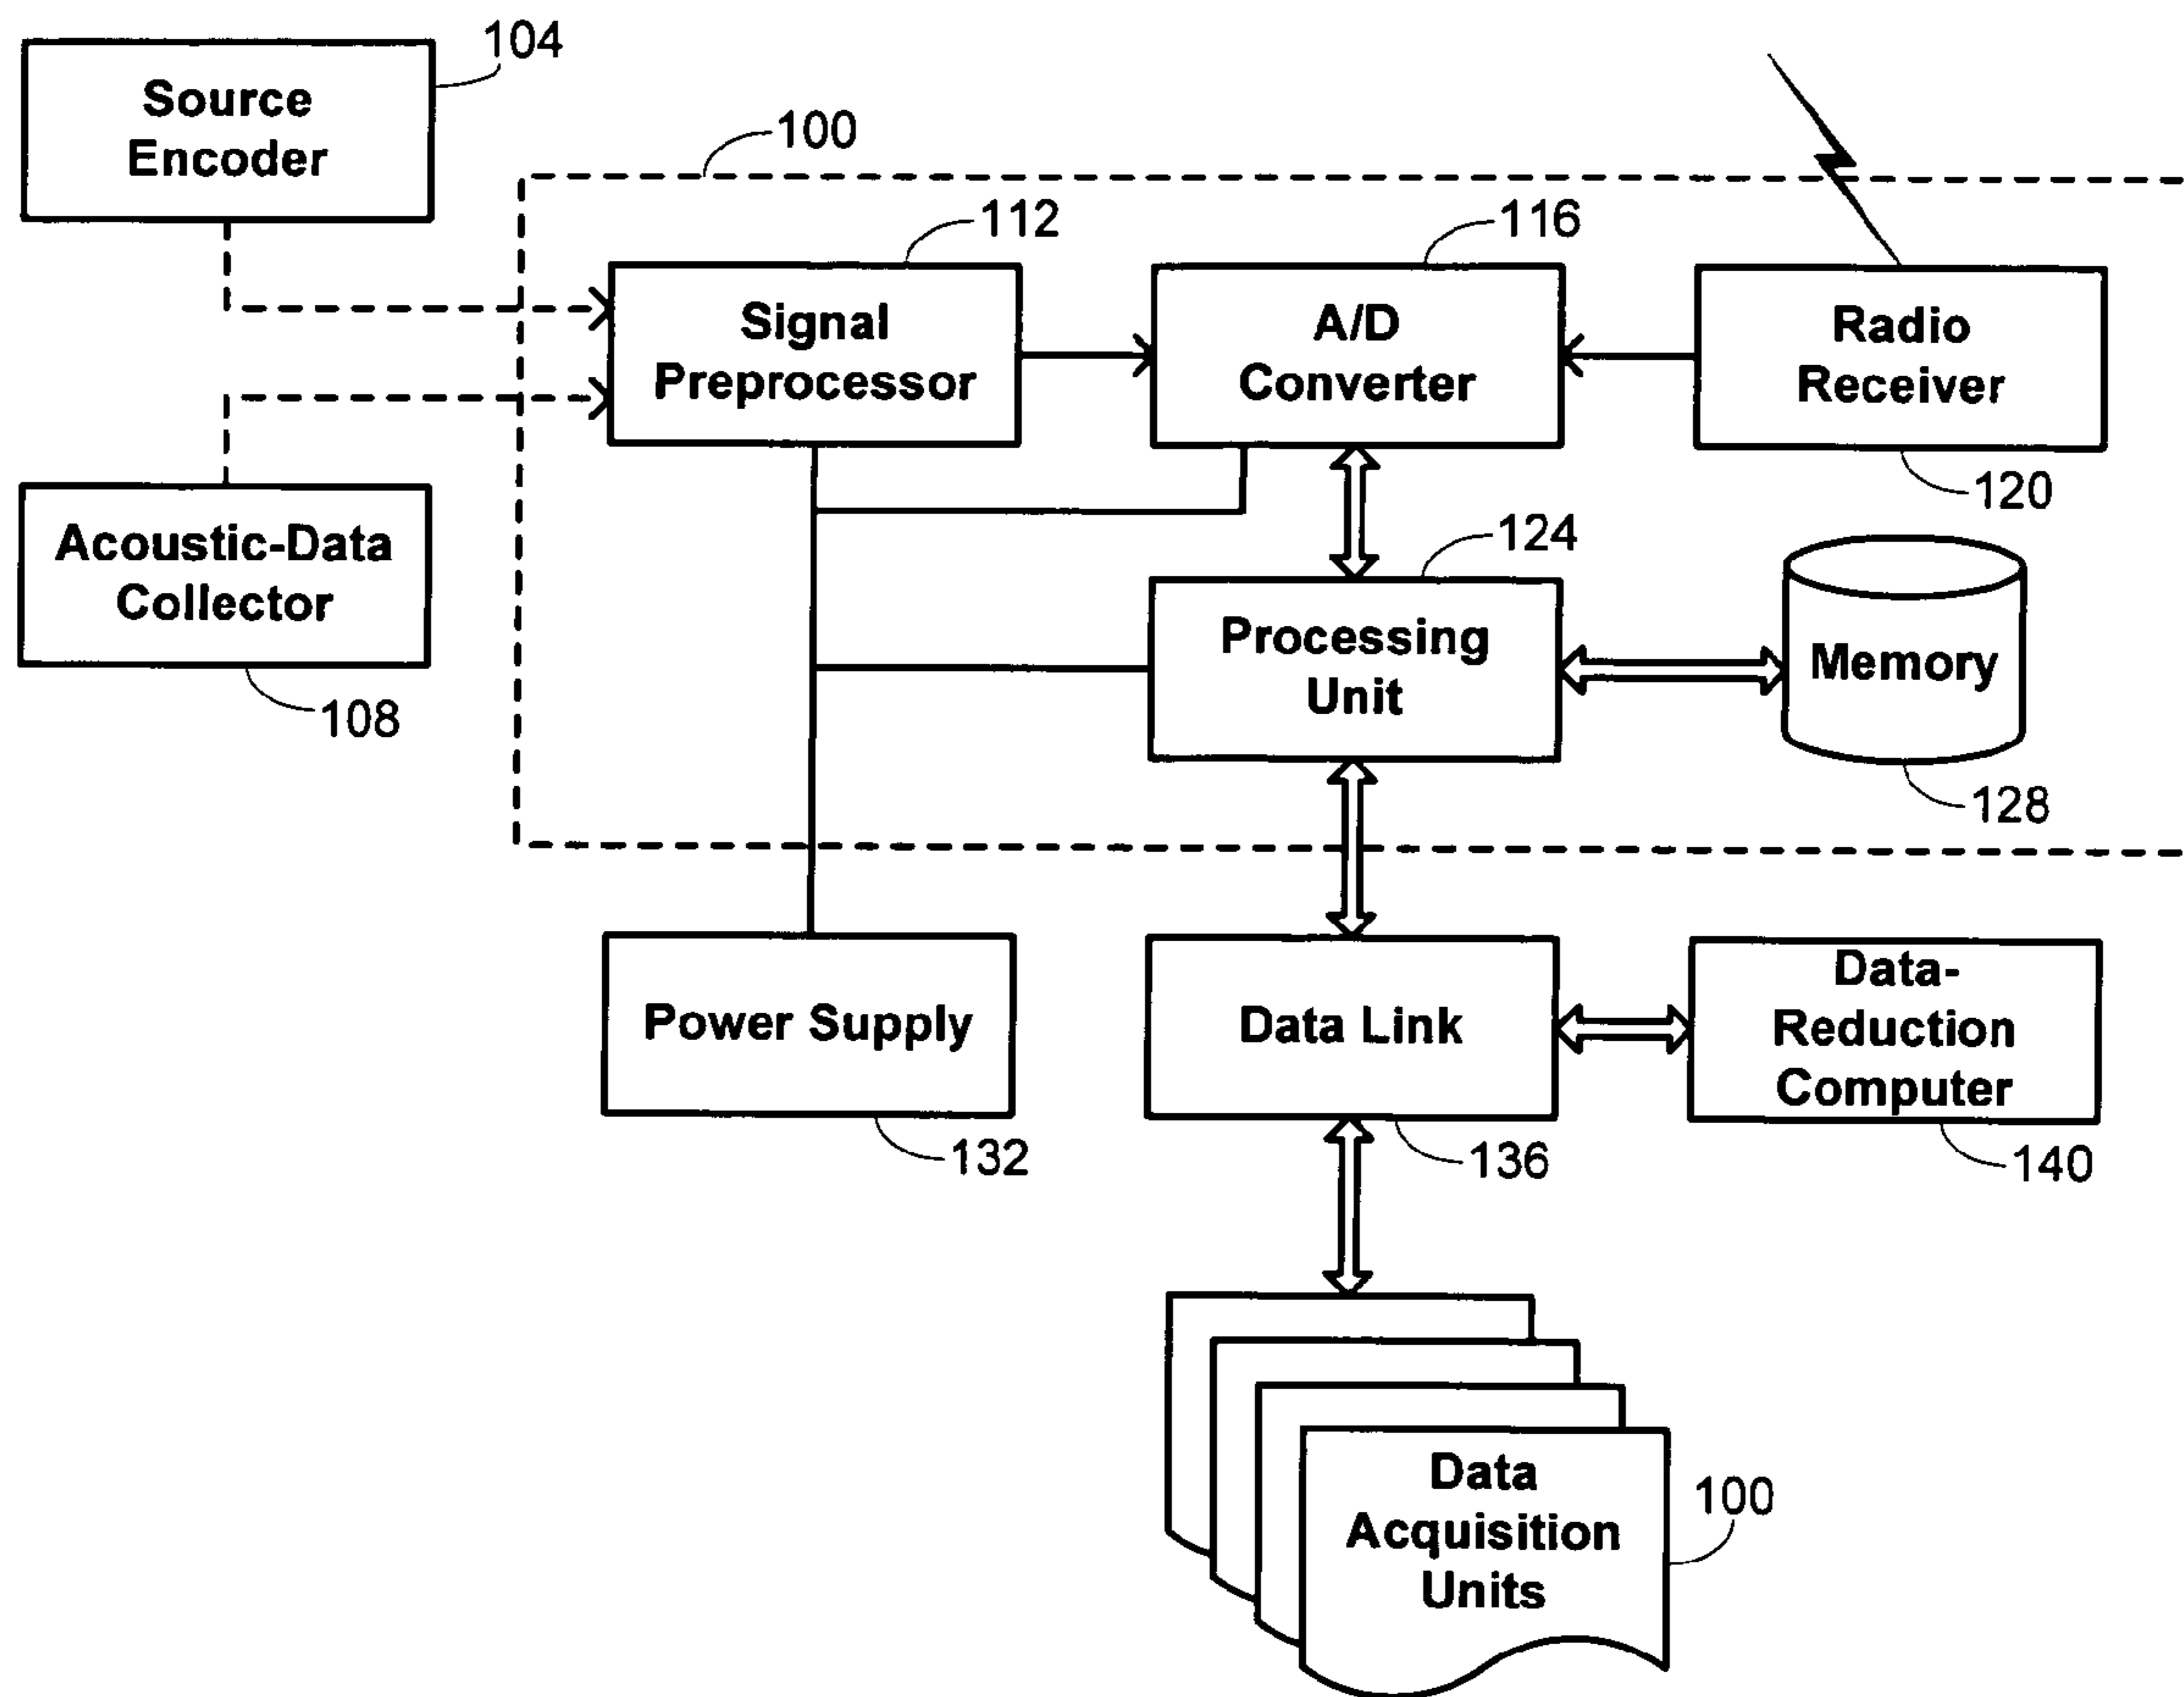 104
Source
Encoder
100
112
116
Signal
Preprocessor
A/D
Converter
Radio
Receiver
120
Acoustic-Data
Collector
108
124
Processing
Unit
Memory
128
Power Supply
132
Data Link
136
Data-
Reduction
Computer
140
Data
Acquisition
Units
100